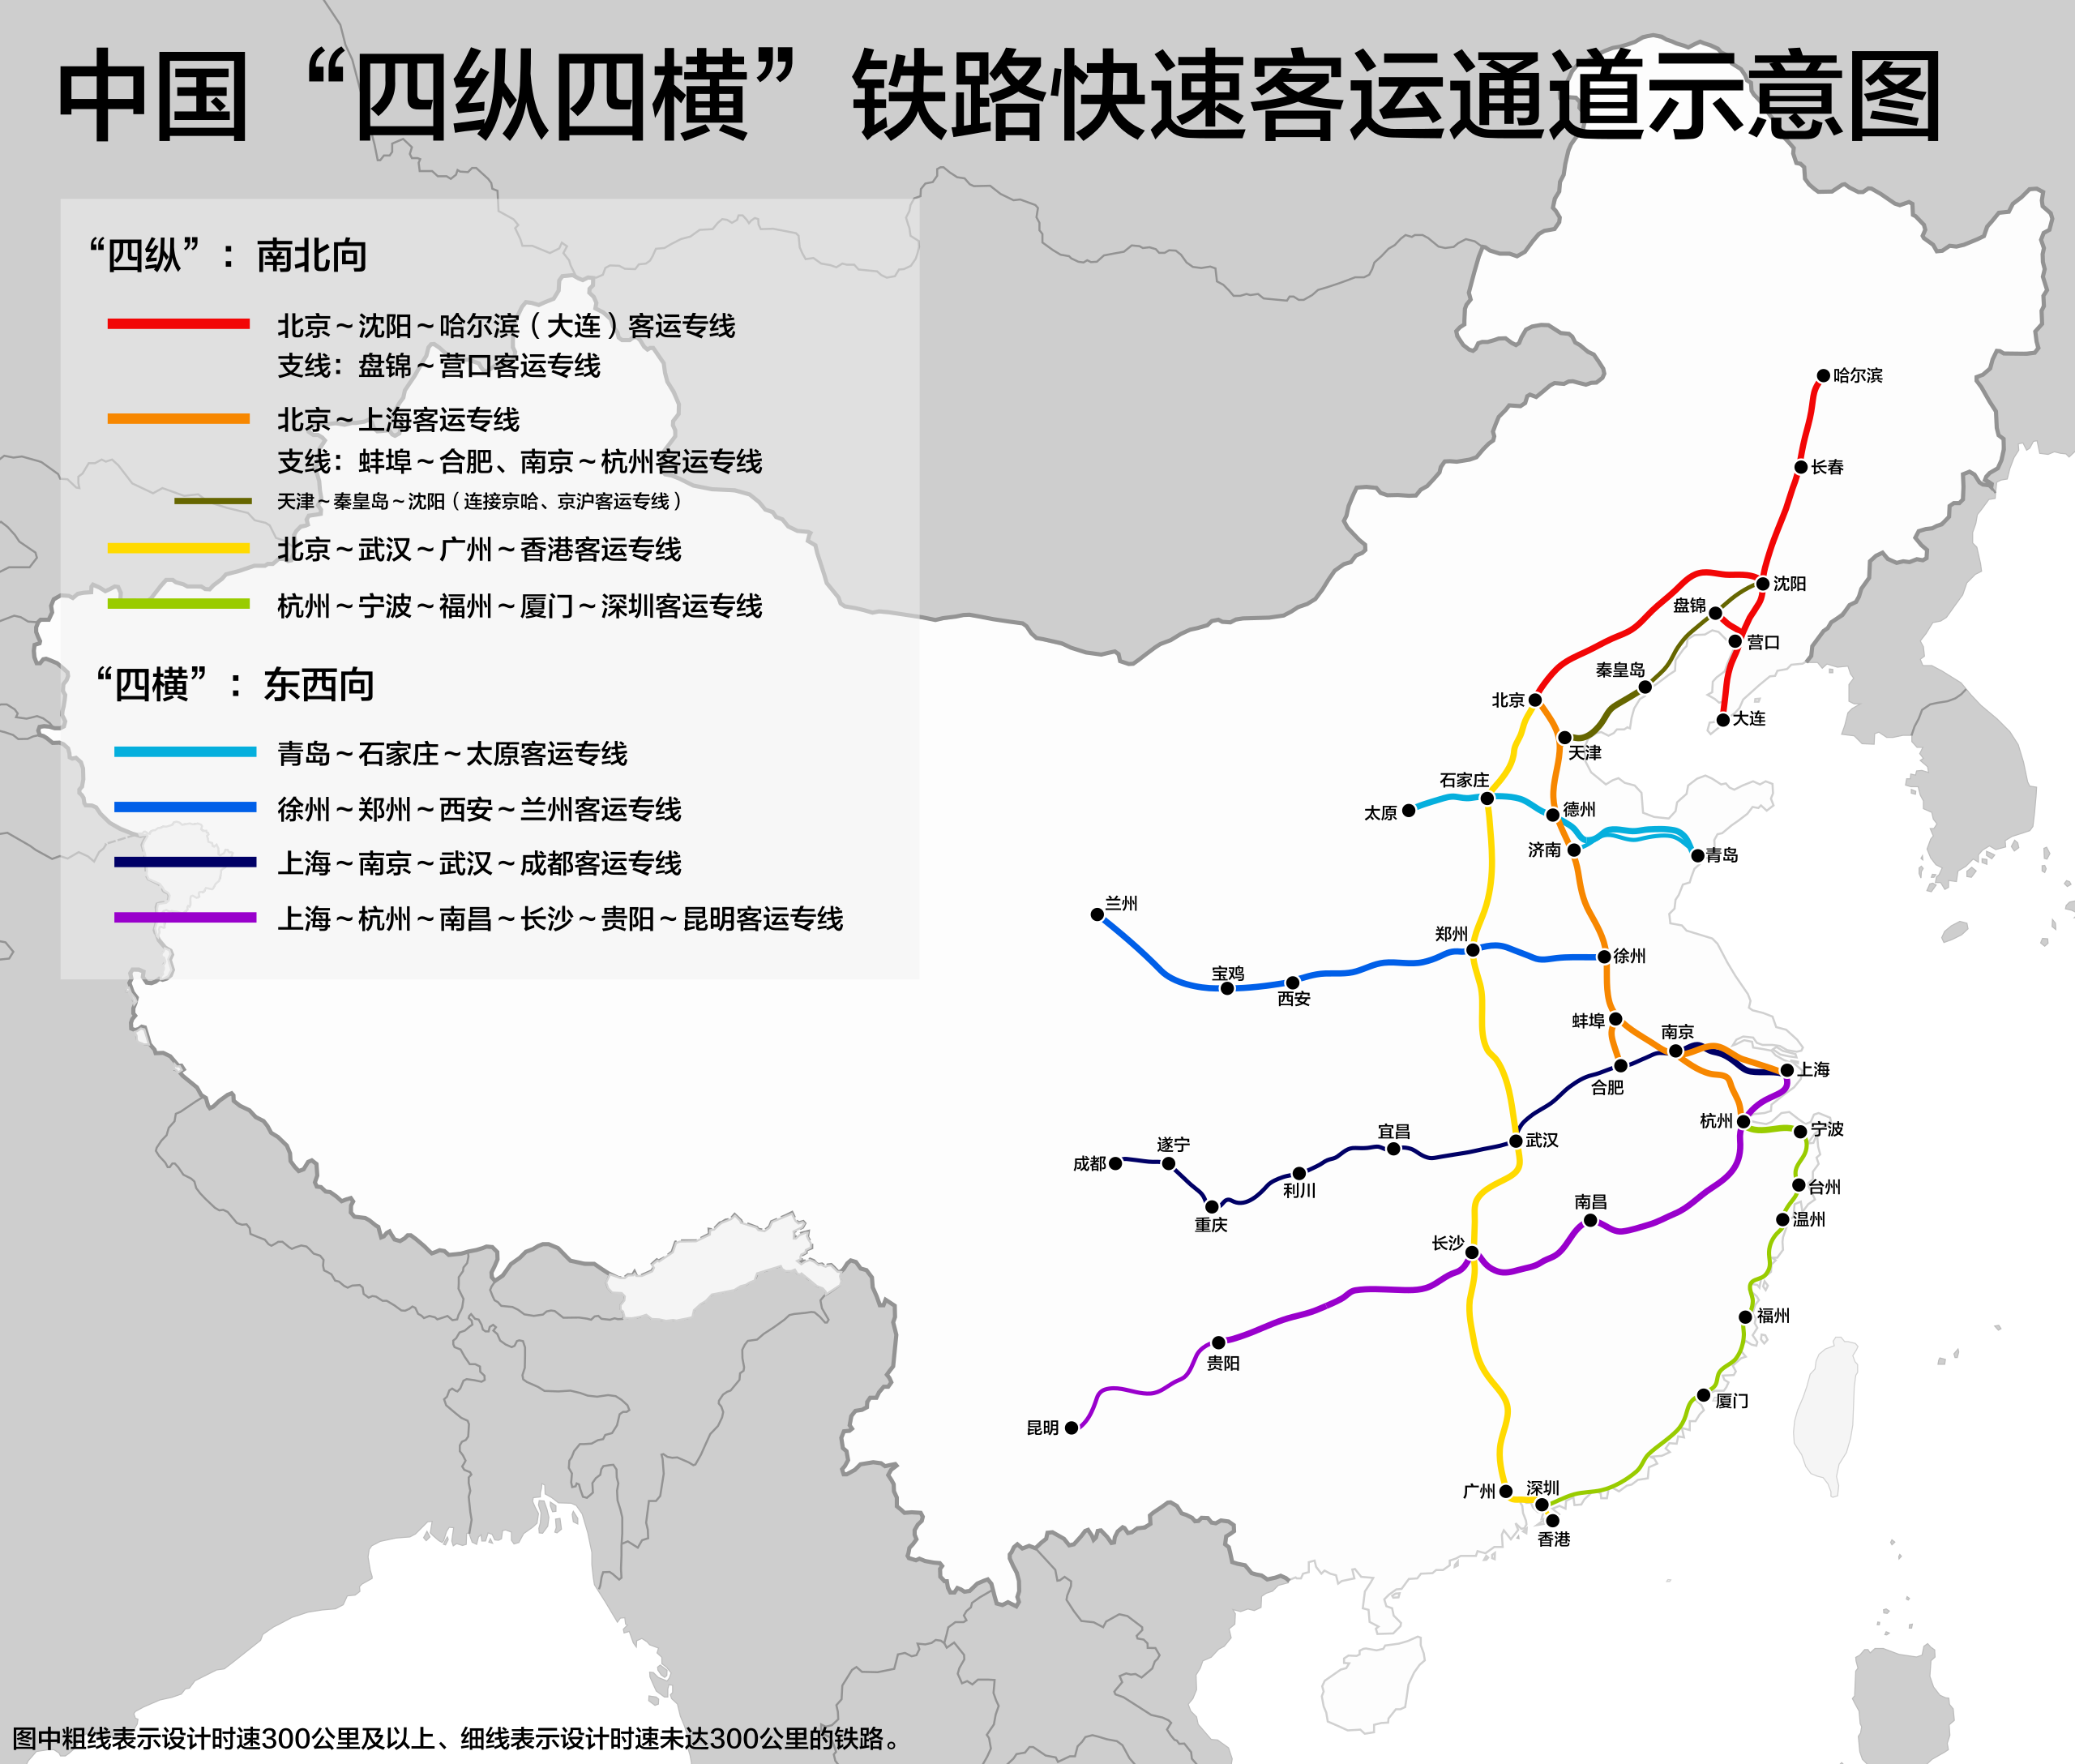 中国“四纵四横”铁路快速客运通道示意图
“四纵”：南北向
北京～沈阳～哈尔滨（大连）客运专线
支线：盘锦～营口客运专线
北京～上海客运专线
支线：蚌埠～合肥、南京～杭州客运专线
天津～秦皇岛～沈阳（连接京哈、京沪客运专线）
北京～武汉～广州～香港客运专线
杭州～宁波～福州～厦门～深圳客运专线
“四横”：东西向
青岛～石家庄～太原客运专线
徐州～郑州～西安～兰州客运专线
上海～南京～武汉～成都客运专线
上海～杭州～南昌～长沙～贵阳～昆明客运专线
哈尔滨
长春
沈阳
盘锦
营口
秦皇岛
北京
大连
天津
石家庄
太原
德州
济南
青岛
兰州
郑州
徐州
宝鸡
西安
蚌埠
南京
上海
合肥
杭州
宁波
宜昌
武汉
遂宁
成都
利川
重庆
台州
南昌
温州
长沙
福州
贵阳
厦门
昆明
广州
深圳
香港
图中粗线表示设计时速300公里及以上、细线表示设计时速未达300公里的铁路。